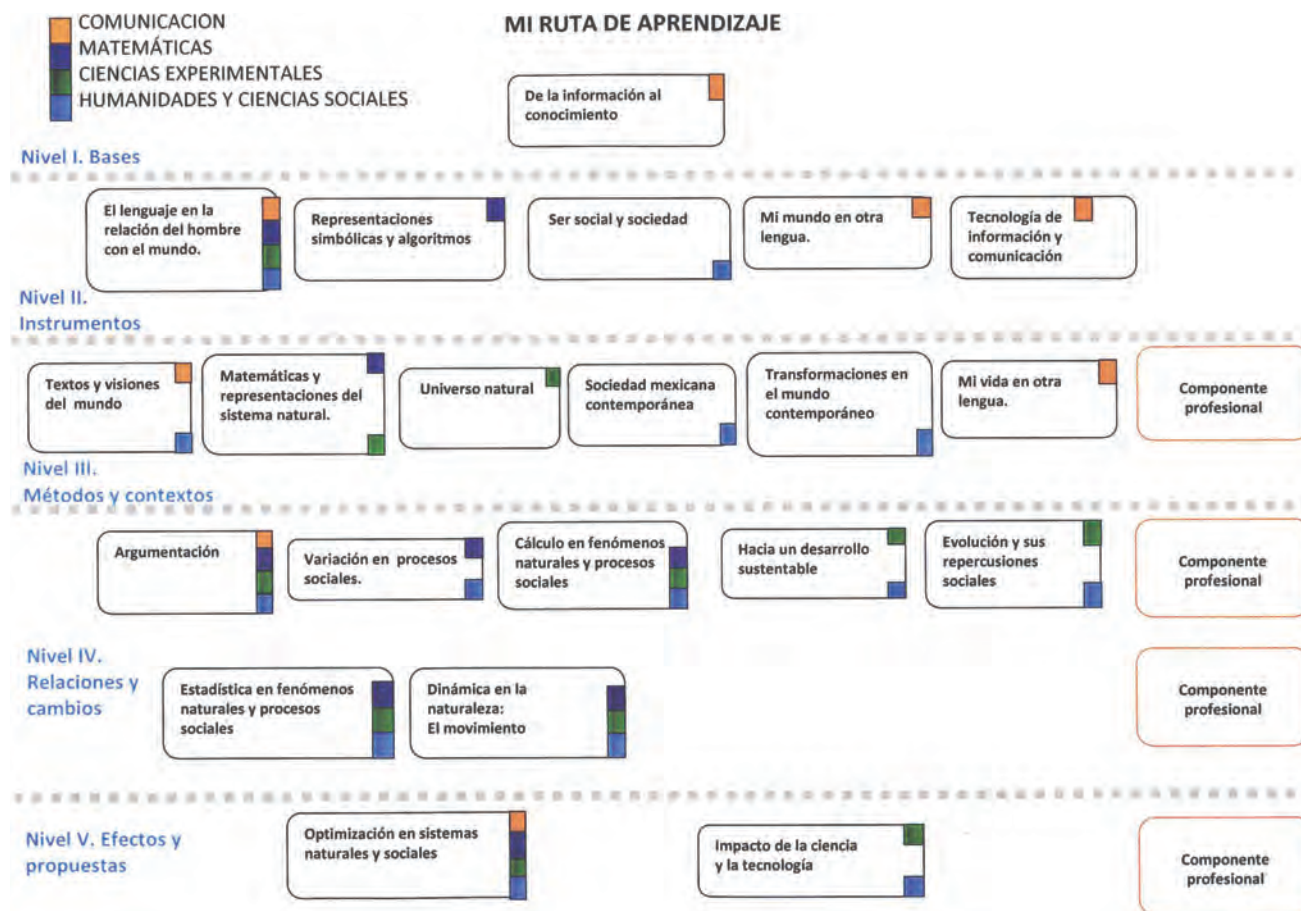 COMUNICACION
MATEMÁTICAS
CIENCIAS EXPERIMENTALES
HUMANIDADES Y CIENCIAS SOCIALES
MI RUTA DE APRENDIZAJE
De la información al
conocimiento
Nivel I. Bases
El lenguaje en la
relación del hombre
con el mundo.
Representaciones
simbólicas y algoritmos
Ser social y sociedad
Mi mundo en otra
lengua.
Tecnología de
información y
comunicación
Nivel II.
Instrumentos
Textos y visiones
del mundo
Matemáticas y
representaciones del
sistema natural.
Universo natural
Sociedad mexicana
contemporánea
Transformaciones en
el mundo
contemporáneo
Mi vida en otra
lengua.
Componente
profesional
Nivel III.
Métodos y contextos
Argumentación
Variación en procesos
sociales.
Cálculo en fenómenos
naturales y procesos
sociales
Hacia un desarrollo
sustentable
Evolución y sus
repercusiones
sociales
Componente
profesional
Nivel IV.
Relaciones y
cambios
Estadística en fenómenos
naturales y procesos
sociales
Dinámica en la
naturaleza:
El movimiento
Componente
profesional
Nivel V. Efectos y
propuestas
Optimización en sistemas
naturales y sociales
Impacto de la ciencia
y la tecnología
Componente
profesional